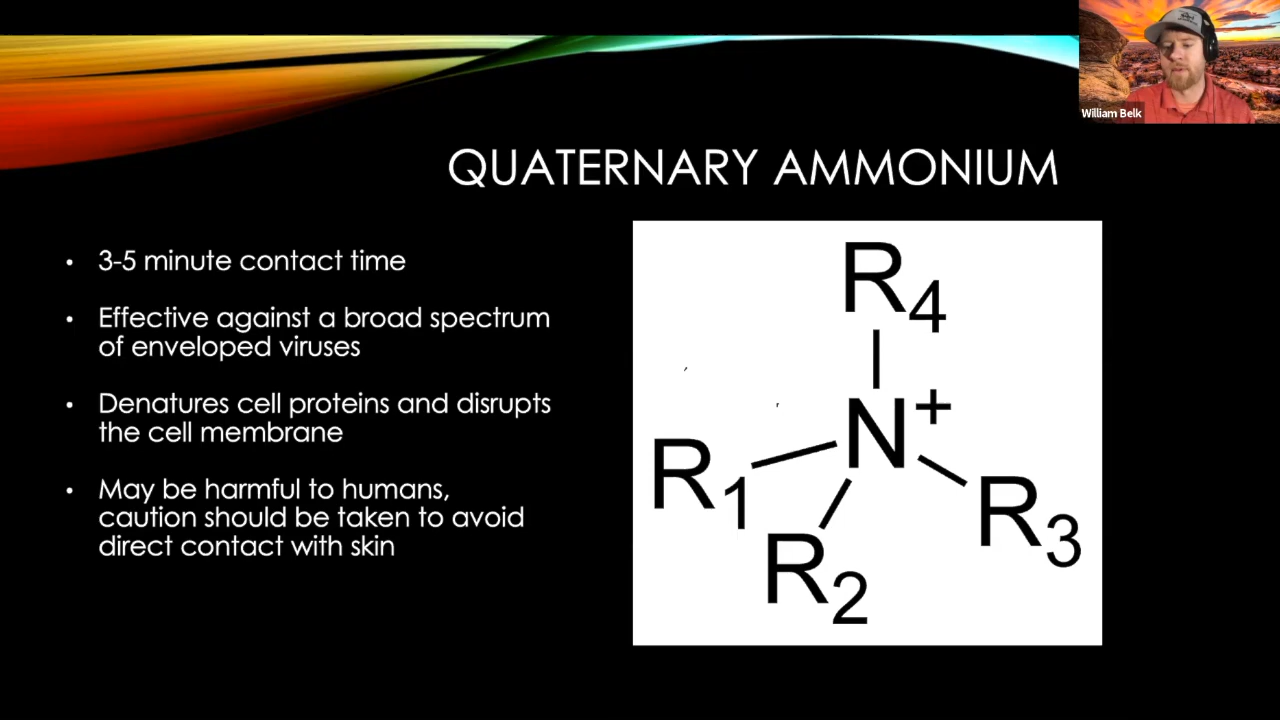 William Belk
QUATERNARY AMMONIUM
• 3-5 minute contact time
• Effective against a broad spectrum
of enveloped viruses
• Denatures cell proteins and disrupts
the cell membrane
• May be harmful to humans,
caution should be taken to avoid
direct contact with skin
R4
N+
R1
R3
R2